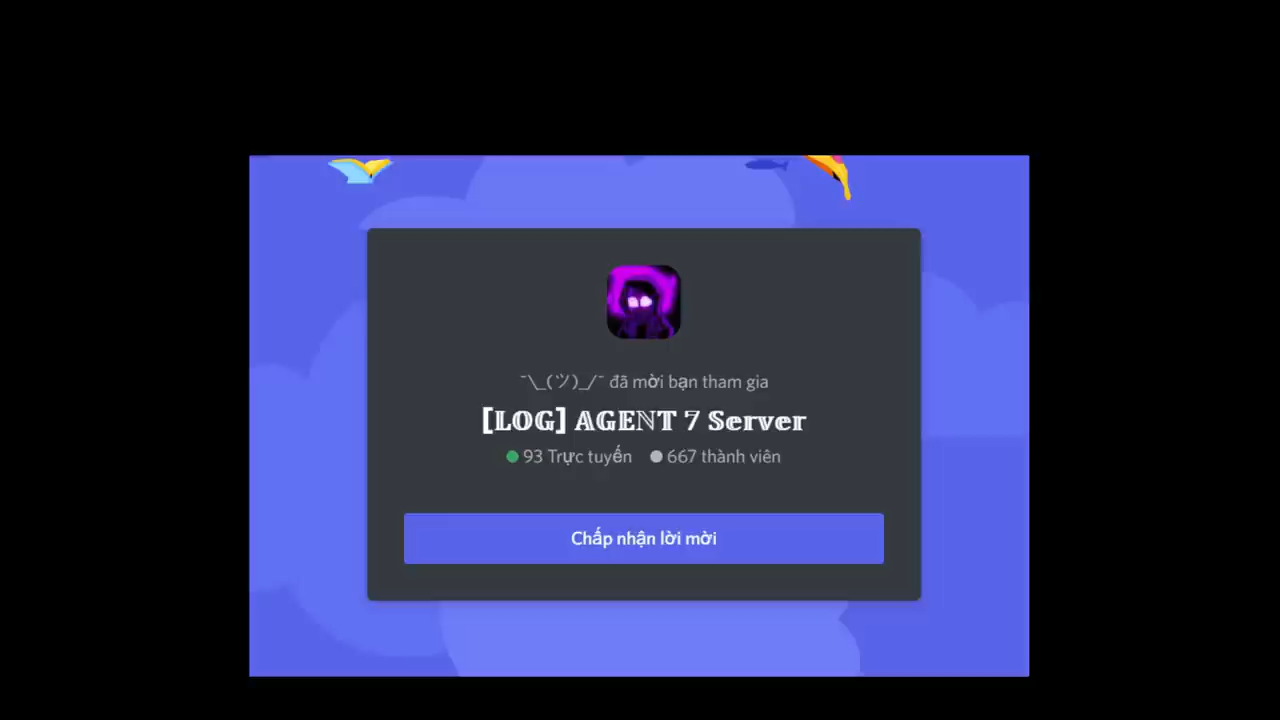 ¯\_(ツ)_/¯ đã mời bạn tham gia
[𝕃𝕆𝔾] 𝔸𝔾𝔼ℕ𝕋 𝟟 𝕊𝕖𝕣𝕧𝕖𝕣
93 Trực tuyến 667 thành viên
Chấp nhận lời mời